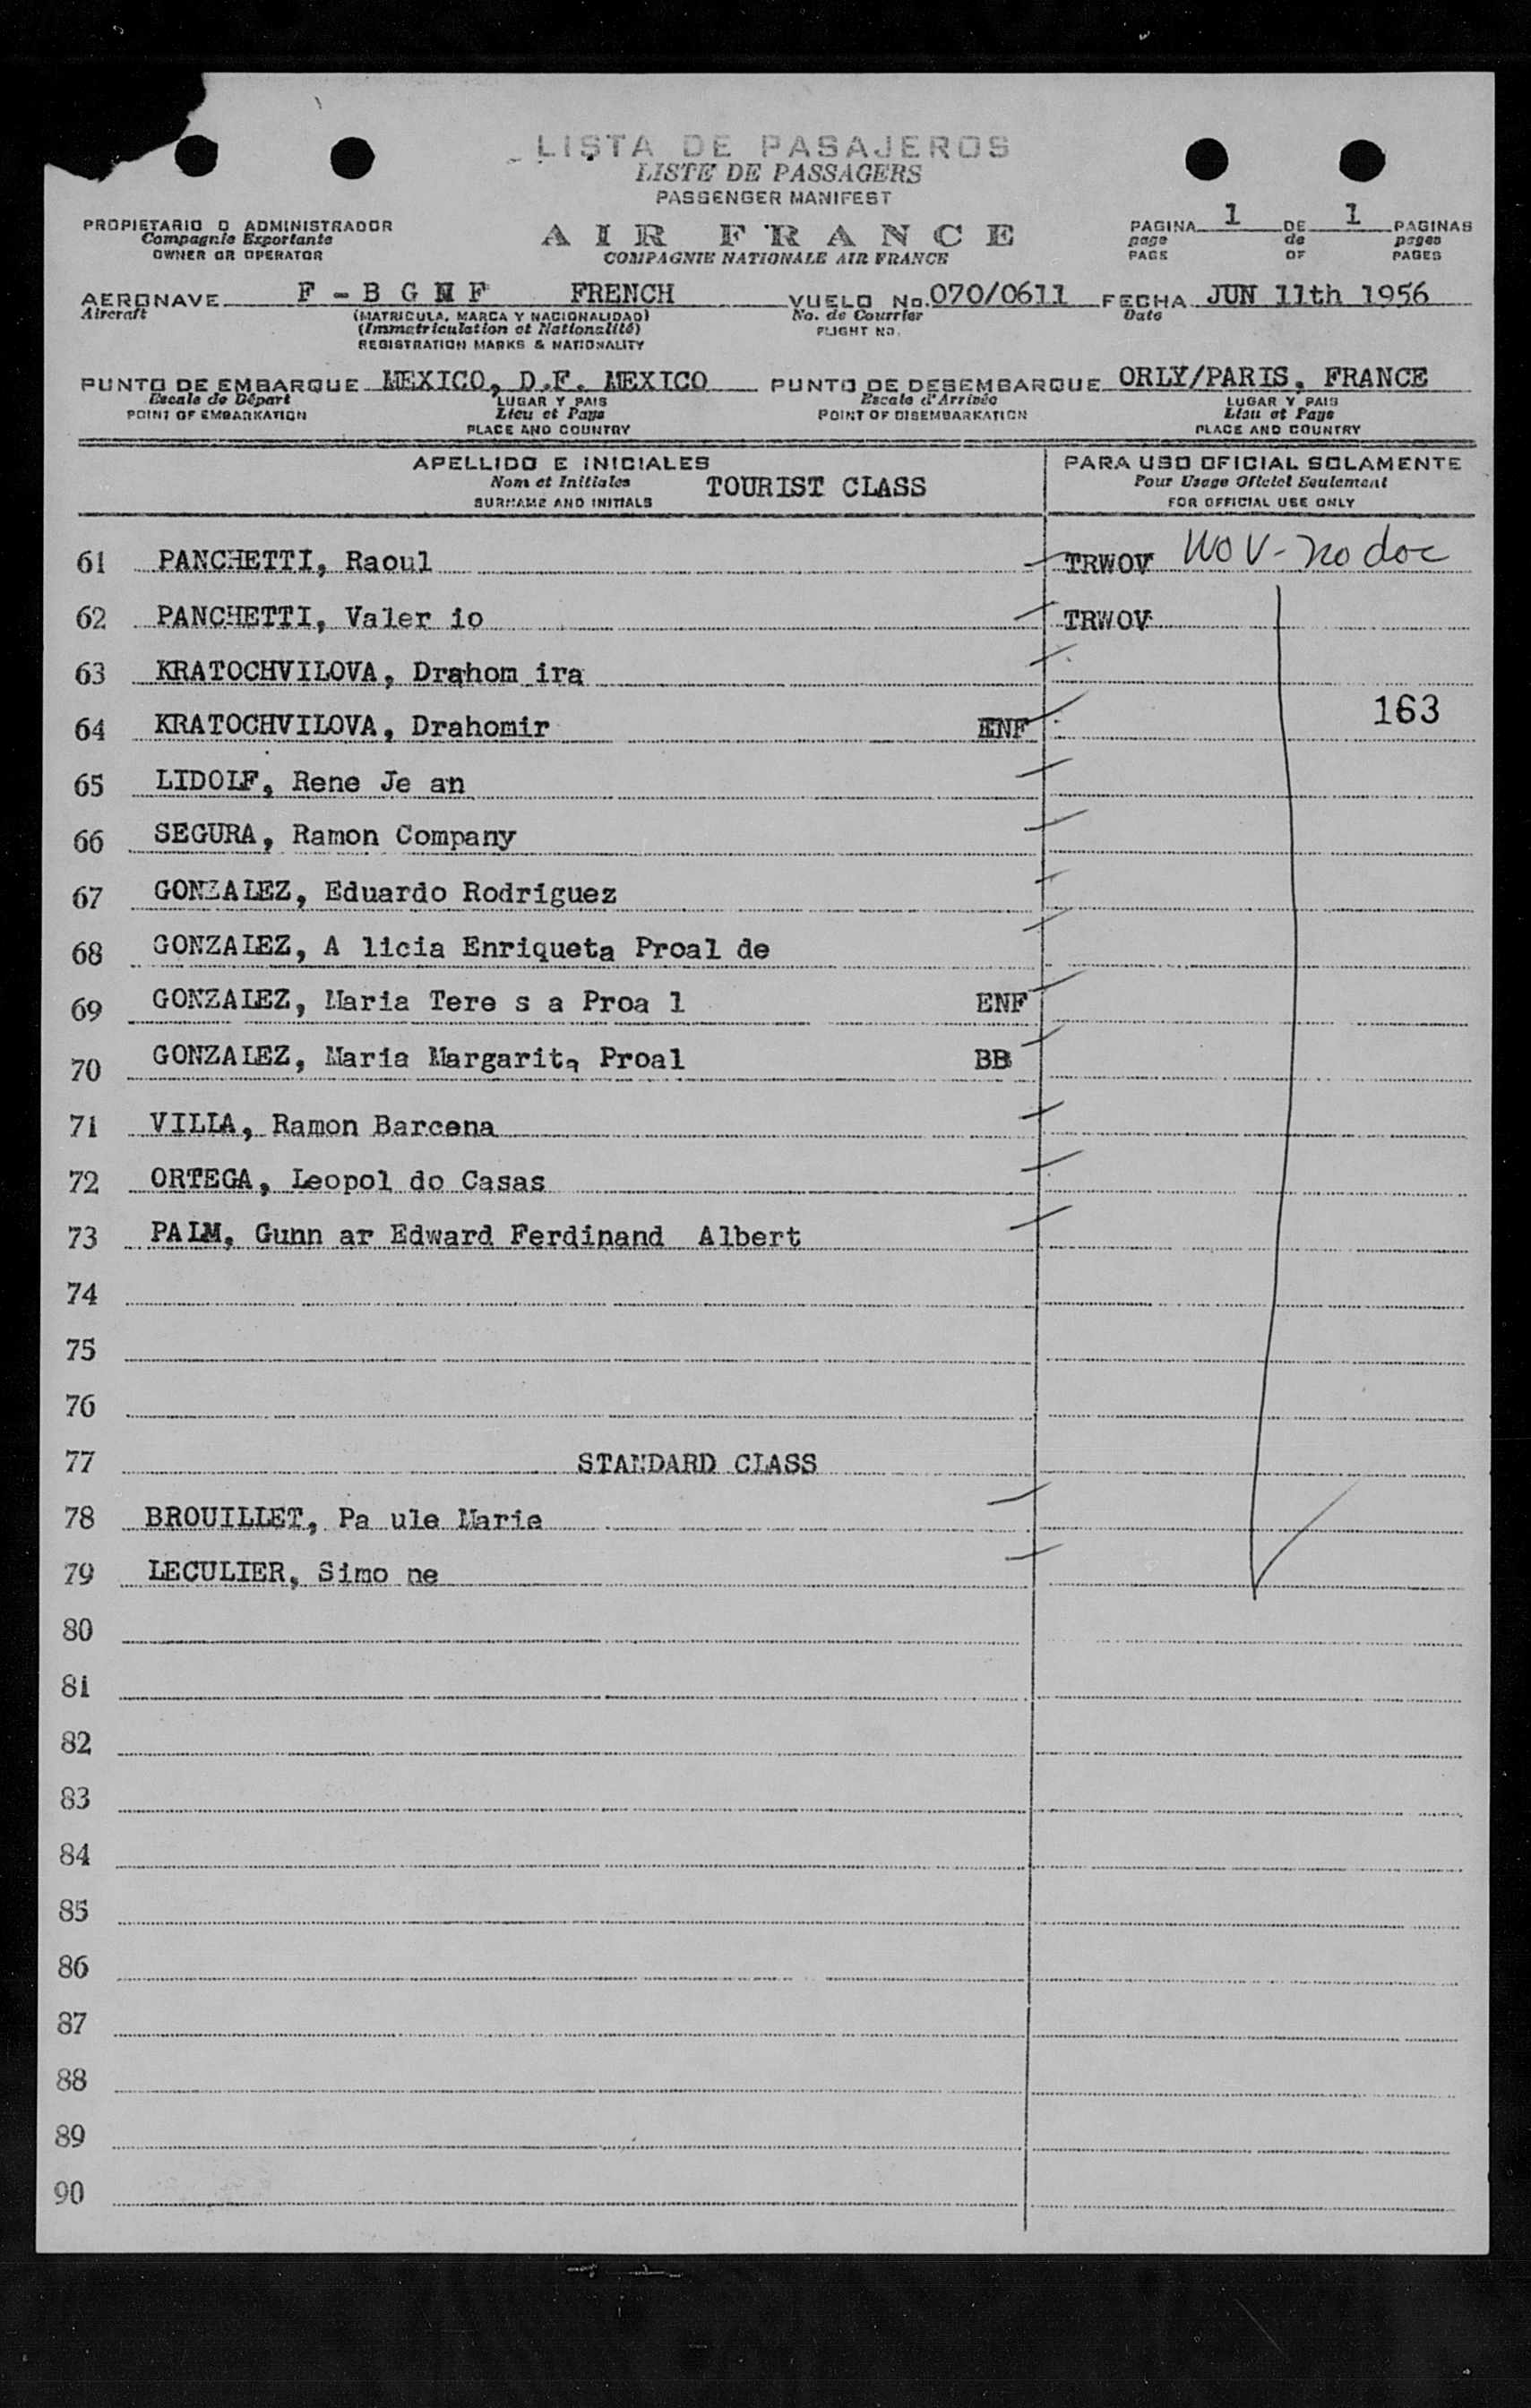 LISTA DE PASAJEROS
LISTE DE PASSAGERS
PASSENGER MANIFEST
PROPIETARIO O ADMINISTRADOR
Compagnie Exportante
OWNER OR OPERATOR
AIR FRANCE
COMPAGNIE NATIONALE AIR FRANCE
PAGINA 1 DE 1 PAGINAS
page de pages
PAGE OF PAGES
AERONAVE F - B G N F FRENCH VUELO No. 070/0611 FECHA JUN 11th 1956
Aircraft (MATRICULA, MARCA Y NACIONALIDAD) No. de Courrier Date
(Immatriculation et Nationalité) FLIGHT NO.
REGISTRATION MARKS & NATIONALITY
PUNTO DE EMBARQUE MEXICO, D.F. MEXICO PUNTO DE DESEMBARQUE ORLY/PARIS, FRANCE
Escale de Départ LUGAR Y PAIS Escale d'Arrivée LUGAR Y PAIS
POINT OF EMBARKATION Lieu et Pays POINT OF DISEMBARKATION Lieu et Pays
PLACE AND COUNTRY PLACE AND COUNTRY
APELLIDO E INICIALES PARA USO OFICIAL SOLAMENTE
Nom et Initiales TOURIST CLASS Pour Usage Officiel Seulement
SURNAME AND INITIALS FOR OFFICIAL USE ONLY
61 PANCHETTI, Raoul TRWOV WOV - no doc
62 PANCHETTI, Valer io TRWOV
63 KRATOCHVILOVA, Drahom ira
64 KRATOCHVILOVA, Drahomir ENF 163
65 LIDOLF, Rene Je an
66 SEGURA, Ramon Company
67 GONZALEZ, Eduardo Rodriguez
68 GONZALEZ, A licia Enriqueta Proal de
69 GONZALEZ, Maria Tere s a Proa l ENF
70 GONZALEZ, Maria Margarita Proal BB
71 VILLA, Ramon Barcena
72 ORTEGA, Leopol do Casas
73 PALM, Gunn ar Edward Ferdinand Albert
74
75
76
77 STANDARD CLASS
78 BROUILLET, Pa ule Marie
79 LECULIER, Simo ne
80
81
82
83
84
85
86
87
88
89
90